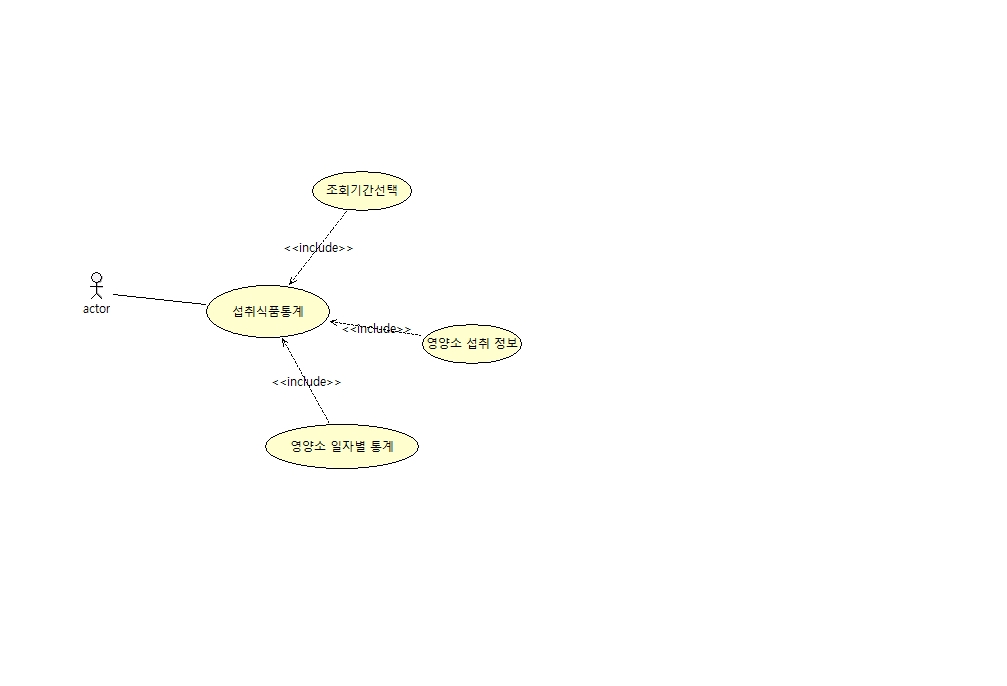 조회기간선택
<<include>>
actor
섭취식품통계
<<include>>
영양소 섭취 정보
<<include>>
영양소 일자별 통계